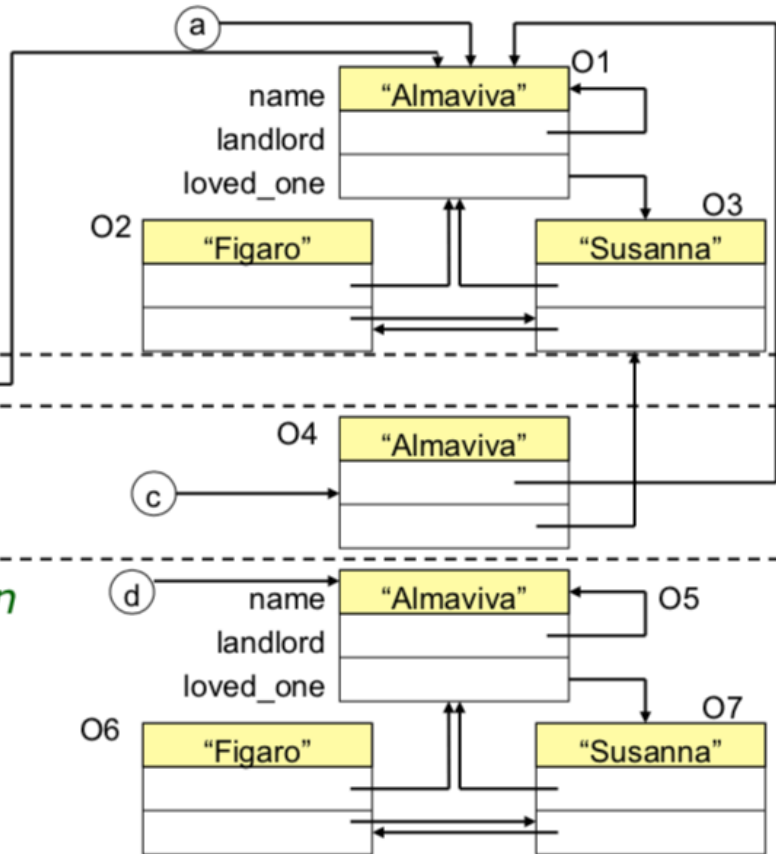 a
O1
name “Almaviva”
landlord
loved_one
O3
O2
“Figaro” “Susanna”
O4
“Almaviva”
c
d
n
name “Almaviva” O5
landlord
loved_one
O7
O6
“Figaro” “Susanna”